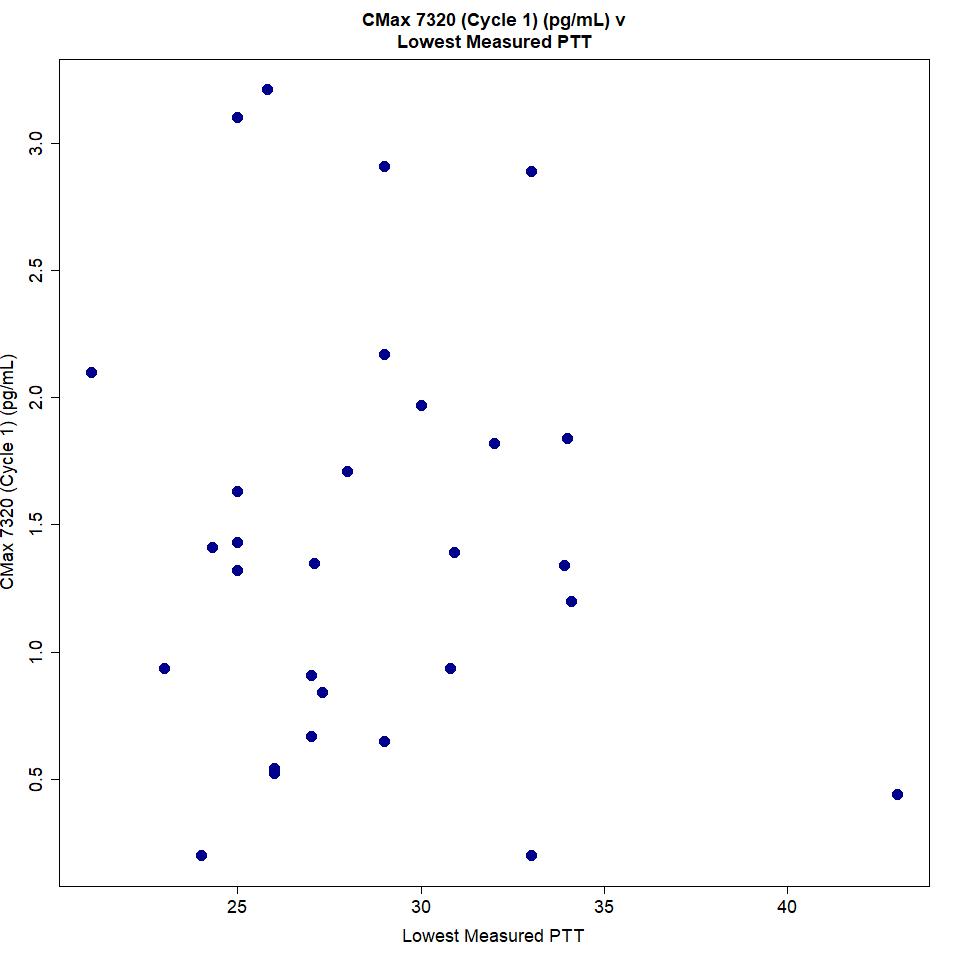 CMax 7320 (Cycle 1) (pg/mL) v
Lowest Measured PTT
CMax 7320 (Cycle 1) (pg/mL)
3.0
2.5
2.0
1.5
1.0
0.5
25
30
35
40
Lowest Measured PTT